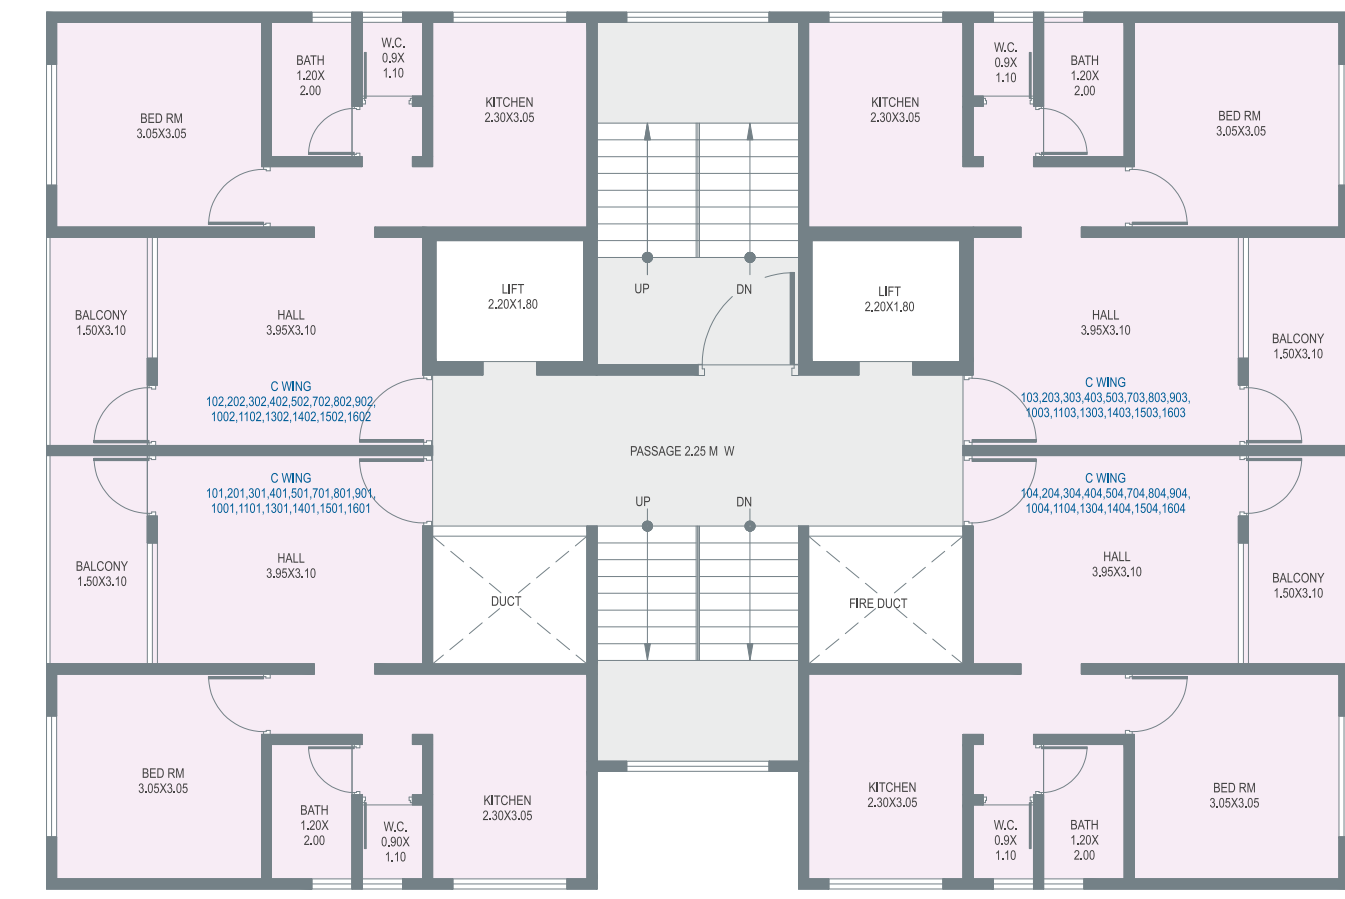 BED RM
3.05X3.05
BATH
1.20X
2.00
W.C.
0.9X
1.10
KITCHEN
2.30X3.05
KITCHEN
2.30X3.05
W.C.
0.9X
1.10
BATH
1.20X
2.00
BED RM
3.05X3.05
BALCONY
1.50X3.10
HALL
3.95X3.10
LIFT
2.20X1.80
UP
DN
LIFT
2.20X1.80
HALL
3.95X3.10
BALCONY
1.50X3.10
C WING
102,202,302,402,502,702,802,902,
1002,1102,1302,1402,1502,1602
C WING
103,203,303,403,503,703,803,903,
1003,1103,1303,1403,1503,1603
PASSAGE 2.25 M W
C WING
101,201,301,401,501,701,801,901,
1001,1101,1301,1401,1501,1601
UP
DN
C WING
104,204,304,404,504,704,804,904,
1004,1104,1304,1404,1504,1604
BALCONY
1.50X3.10
HALL
3.95X3.10
DUCT
FIRE DUCT
HALL
3.95X3.10
BALCONY
1.50X3.10
BED RM
3.05X3.05
BATH
1.20X
2.00
W.C.
0.90X
1.10
KITCHEN
2.30X3.05
KITCHEN
2.30X3.05
W.C.
0.9X
1.10
BATH
1.20X
2.00
BED RM
3.05X3.05